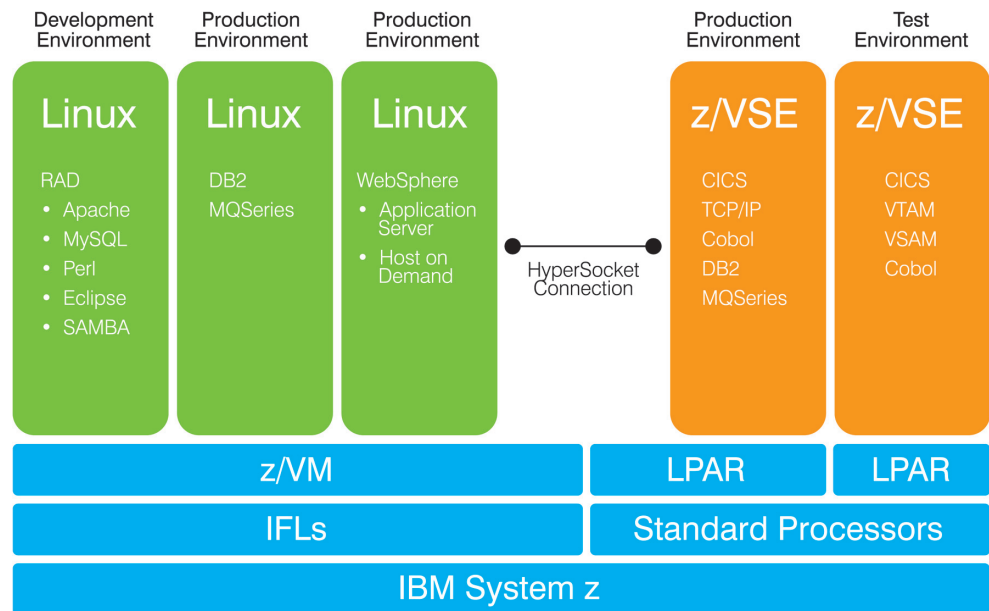 Development
Environment
Production
Environment
Production
Environment
Production
Environment
Test
Environment
Linux
RAD
• Apache
• MySQL
• Perl
• Eclipse
• SAMBA
Linux
DB2
MQSeries
Linux
WebSphere
• Application
Server
• Host on
Demand
HyperSocket
Connection
z/VSE
CICS
TCP/IP
Cobol
DB2
MQSeries
z/VSE
CICS
VTAM
VSAM
Cobol
z/VM
LPAR
LPAR
IFLs
Standard Processors
IBM System z